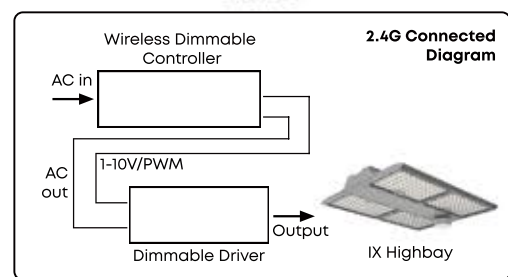 Wireless Dimmable
Controller
2.4G Connected
Diagram
AC in
AC
out
1-10V/PWM
Output
Dimmable Driver
IX Highbay